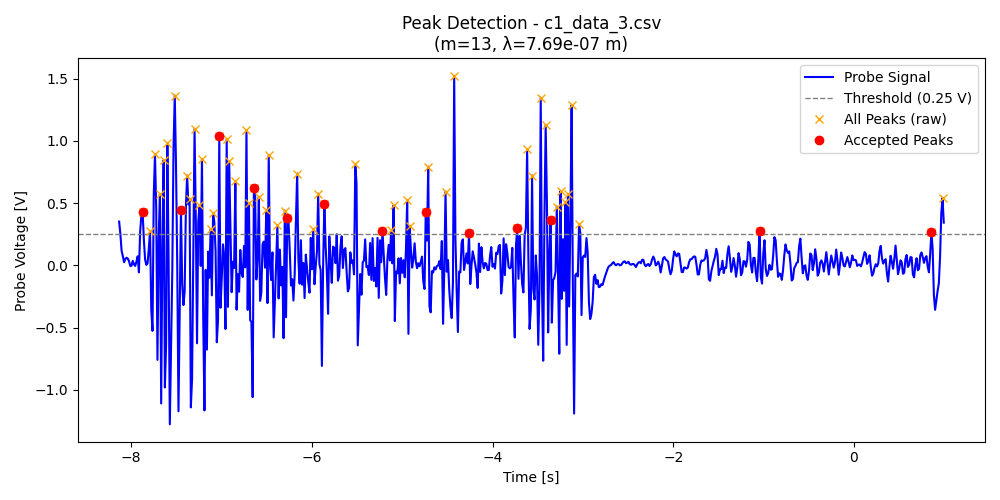 Peak Detection - c1_data_3.csv
(m=13, λ=7.69e-07 m)
Probe Signal
Threshold (0.25 V)
All Peaks (raw)
Accepted Peaks
Probe Voltage [V]
1.5
1.0
0.5
0.0
−0.5
−1.0
−8
−6
−4
−2
0
Time [s]